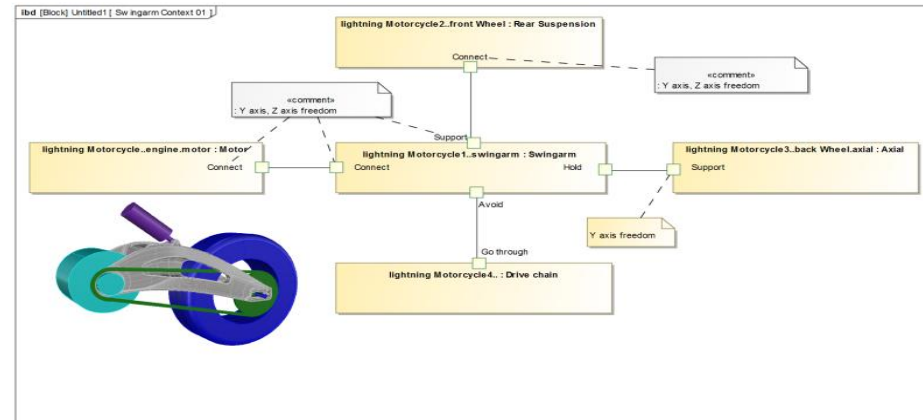 ibd [Block] Untitled1 [ Swingarm Context 01 ]
lightning Motorcycle2..front Wheel : Rear Suspension
Connect
«comment»
: Y axis, Z axis freedom
«comment»
: Y axis, Z axis freedom
Support
lightning Motorcycle..engine.motor : Motor
Connect
lightning Motorcycle1..swingarm : Swingarm
Connect
Hold
lightning Motorcycle3..back Wheel.axial : Axial
Support
Avoid
Y axis freedom
Go through
lightning Motorcycle4.. : Drive chain